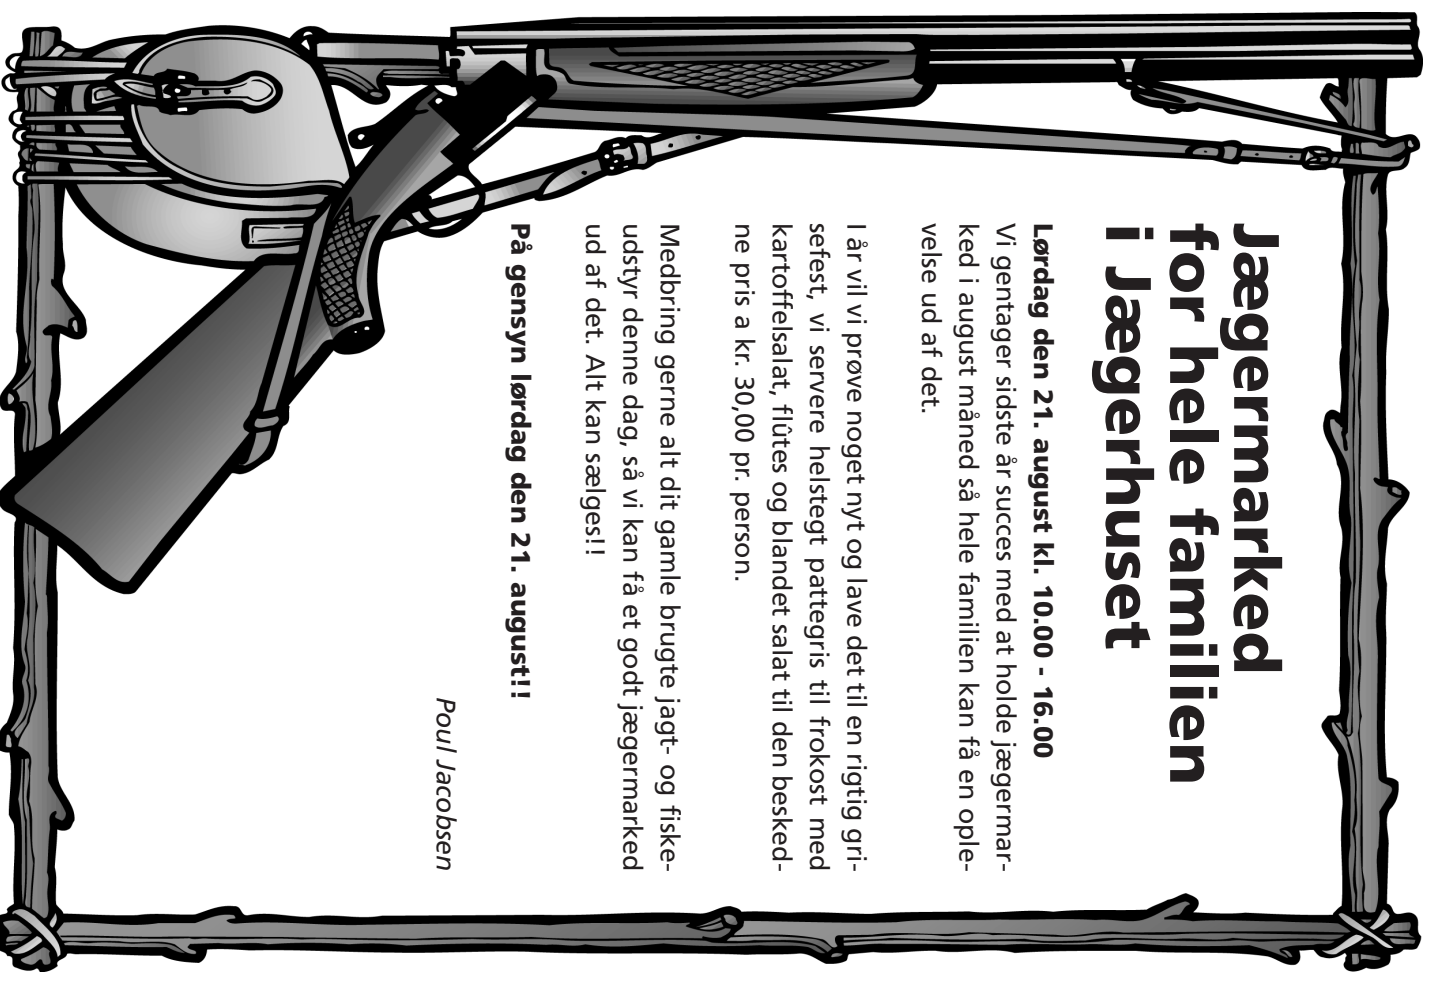 Jægermarked
for hele familien
i Jægerhuset
Lørdag den 21. august kl. 10.00 - 16.00
Vi gentager sidste år succes med at holde jægermar-
ked i august måned så hele familien kan få en ople-
velse ud af det.
I år vil vi prøve noget nyt og lave det til en rigtig gri-
sefest, vi servere helstegt pattegris til frokost med
kartoffelsalat, flûtes og blandet salat til den besked-
ne pris a kr. 30,00 pr. person.
Medbring gerne alt dit gamle brugte jagt- og fiske-
udstyr denne dag, så vi kan få et godt jægermarked
ud af det. Alt kan sælges!!
På gensyn lørdag den 21. august!!
Poul Jacobsen